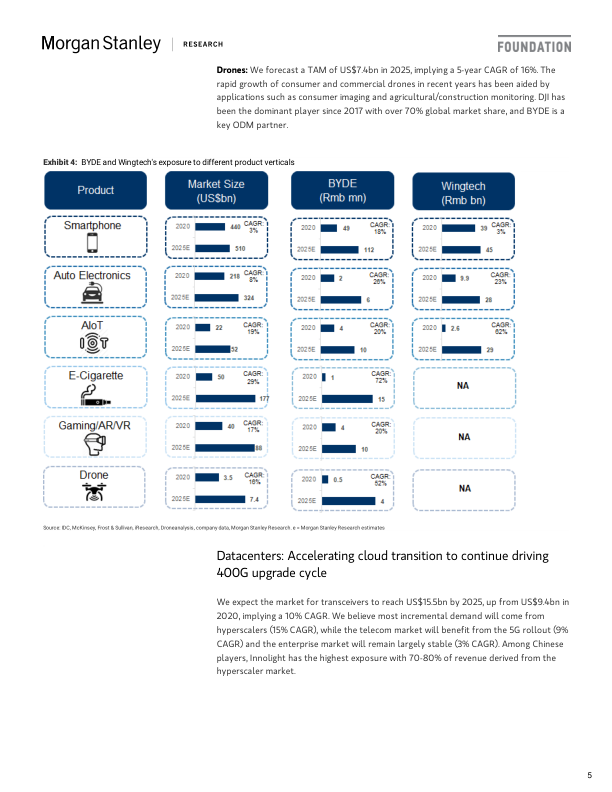 Morgan Stanley | RESEARCH
FOUNDATION
Drones: We forecast a TAM of US$7.4bn in 2025, implying a 5-year CAGR of 16%. The
rapid growth of consumer and commercial drones in recent years has been aided by
applications such as consumer imaging and agricultural/construction monitoring. DJI has
been the dominant player since 2017 with over 70% global market share, and BYDE is a
key ODM partner.
Exhibit 4: BYDE and Wingtech's exposure to different product verticals
Product
Market Size
(US$bn)
BYDE
(Rmb mn)
Wingtech
(Rmb bn)
Smartphone
2020 440 CAGR: 3%
2025E 510
2020 49 CAGR: 18%
2025E 112
2020 39 CAGR: 3%
2025E 45
Auto Electronics
2020 218 CAGR: 8%
2025E 324
2020 2 CAGR: 26%
2025E 6
2020 9.9 CAGR: 23%
2025E 28
AIoT
IOT
2020 22 CAGR: 19%
2025E 52
2020 4 CAGR: 20%
2025E 10
2020 2.6 CAGR: 62%
2025E 29
E-Cigarette
2020 50 CAGR: 29%
2025E 177
2020 1 CAGR: 72%
2025E 15
NA
Gaming/AR/VR
2020 40 CAGR: 17%
2025E 88
2020 4 CAGR: 20%
2025E 10
NA
Drone
2020 3.5 CAGR: 16%
2025E 7.4
2020 0.5 CAGR: 52%
2025E 4
NA
Source: IDC, McKinsey, Frost & Sullivan, iResearch, Droneanalysis, company data, Morgan Stanley Research. e = Morgan Stanley Research estimates
Datacenters: Accelerating cloud transition to continue driving
400G upgrade cycle
We expect the market for transceivers to reach US$15.5bn by 2025, up from US$9.4bn in
2020, implying a 10% CAGR. We believe most incremental demand will come from
hyperscalers (15% CAGR), while the telecom market will benefit from the 5G rollout (9%
CAGR) and the enterprise market will remain largely stable (3% CAGR). Among Chinese
players, Innolight has the highest exposure with 70-80% of revenue derived from the
hyperscaler market.
5